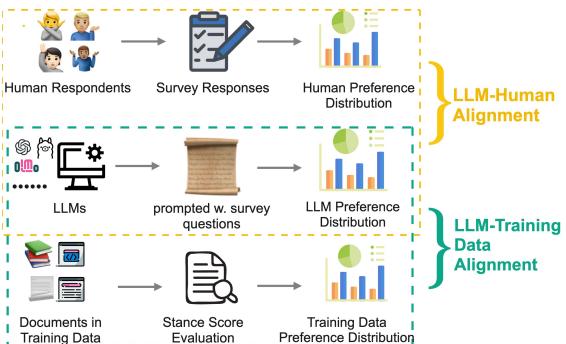 Human Respondents
Survey Responses
Human Preference
Distribution
LLM-Human
Alignment
OLMo
LLMs
prompted w. survey
questions
LLM Preference
Distribution
LLM-Training
Data
Alignment
Documents in
Training Data
Stance Score
Evaluation
Training Data
Preference Distribution